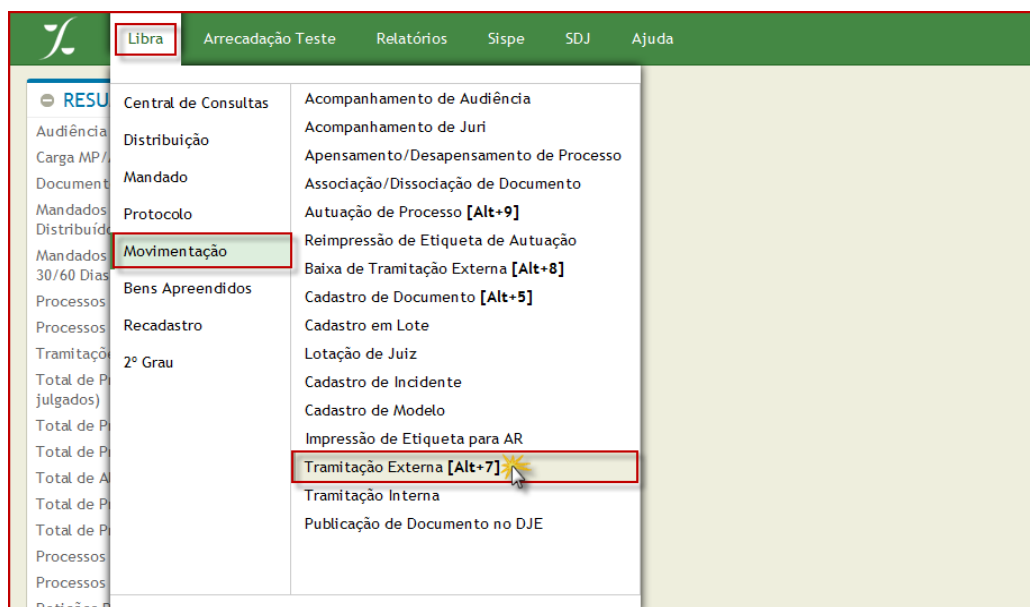 Libra Arrecadação Teste Relatórios Sispe SDJ Ajuda
RESU
Audiência
Carga MP/
Document
Mandados
Distribuído
Mandados
30/60 Dias
Processos
Processos
Tramitaçõ
Total de P
julgados)
Total de P
Total de P
Total de A
Total de P
Total de P
Processos
Processos
Central de Consultas
Distribuição
Mandado
Protocolo
Movimentação
Bens Apreendidos
Recadastro
2º Grau
Acompanhamento de Audiência
Acompanhamento de Juri
Apensamento/Desapensamento de Processo
Associação/Dissociação de Documento
Autuação de Processo [Alt+9]
Reimpressão de Etiqueta de Autuação
Baixa de Tramitação Externa [Alt+8]
Cadastro de Documento [Alt+5]
Cadastro em Lote
Lotação de Juiz
Cadastro de Incidente
Cadastro de Modelo
Impressão de Etiqueta para AR
Tramitação Externa [Alt+7]
Tramitação Interna
Publicação de Documento no DJE